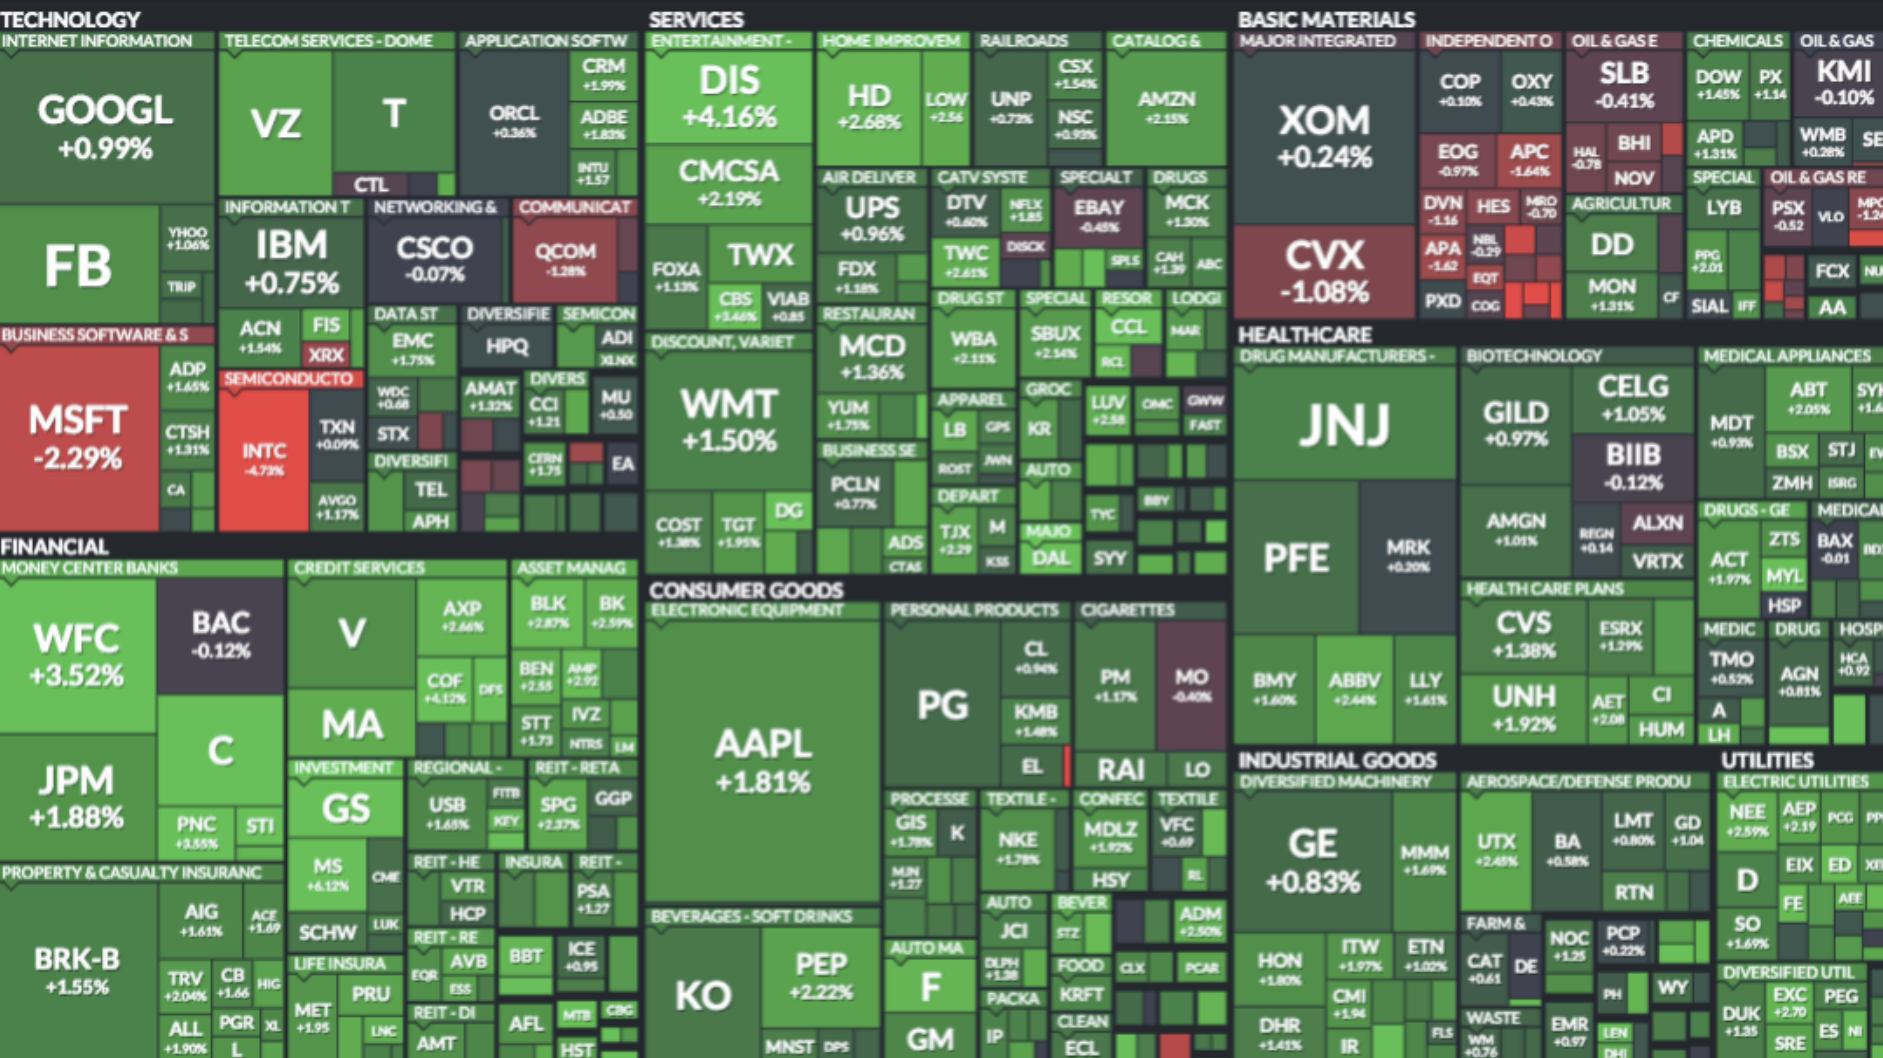 TECHNOLOGY
INTERNET INFORMATION
GOOGL
+0.99%
FB
YHOO
+1.06%
TRIP
TELECOM SERVICES - DOME
VZ
T
CTL
APPLICATION SOFTW
ORCL
+0.36%
CRM
+1.99%
ADBE
+1.83%
INTU
+1.57
INFORMATION T
IBM
+0.75%
ACN
+1.54%
FIS
XRX
NETWORKING &
CSCO
-0.07%
COMMUNICAT
QCOM
-1.28%
BUSINESS SOFTWARE & S
MSFT
-2.29%
ADP
+1.65%
CTSH
+1.31%
CA
SEMICONDUCTO
INTC
-4.73%
TXN
+0.09%
AVGO
+1.17%
DATA ST
EMC
+1.75%
WDC
+0.68
STX
DIVERSIFIE
HPQ
SEMICON
ADI
XLNX
AMAT
+1.32%
DIVERS
CCI
+1.21
MU
+0.50
DIVERSIFI
TEL
APH
CERN
+1.75
EA
FINANCIAL
MONEY CENTER BANKS
WFC
+3.52%
BAC
-0.12%
C
JPM
+1.88%
PNC
+3.55%
STI
CREDIT SERVICES
V
MA
AXP
+2.66%
COF
+4.12%
DFS
ASSET MANAG
BLK
+2.87%
BK
+2.59%
BEN
+2.55
AMP
+2.92
STT
+1.73
IVZ
NTRS
LM
PROPERTY & CASUALTY INSURANC
BRK-B
+1.55%
AIG
+1.61%
ACE
+1.69
TRV
+2.04%
CB
+1.66
HIG
ALL
+1.90%
PGR
XL
L
INVESTMENT
GS
MS
+6.12%
CME
SCHW
LUK
LIFE INSURA
MET
+1.95
PRU
LNC
REGIONAL -
USB
+1.65%
FITB
KEY
REIT - RETA
SPG
+2.37%
GGP
REIT - HE
VTR
HCP
INSURA
REIT -
PSA
+1.27
REIT - RE
EQR
AVB
ESS
BBT
ICE
+0.95
REIT - DI
AMT
AFL
MTB
CBG
HST
SERVICES
ENTERTAINMENT -
DIS
+4.16%
CMCSA
+2.19%
FOXA
+1.13%
TWX
CBS
+3.46%
VIAB
+0.85
HOME IMPROVEM
HD
+2.68%
LOW
+2.56
RAILROADS
UNP
+0.73%
CSX
+1.54%
NSC
+0.93%
CATALOG &
AMZN
+2.15%
AIR DELIVER
UPS
+0.96%
FDX
+1.18%
CATV SYSTE
DTV
+0.60%
NFLX
+1.85
TWC
+2.61%
DISCK
SPECIALT
EBAY
-0.45%
SPLS
DRUGS
MCK
+1.30%
CAH
+1.39
ABC
DISCOUNT, VARIET
WMT
+1.50%
COST
+1.38%
TGT
+1.95%
DG
RESTAURAN
MCD
+1.36%
YUM
+1.75%
DRUG ST
WBA
+2.11%
SPECIAL
SBUX
+2.14%
RESOR
CCL
RCL
LODGI
MAR
BUSINESS SE
PCLN
+0.77%
ADS
CTAS
APPAREL
LB
GPS
ROST
JWN
GROC
KR
LUV
+2.58
OMC
GWW
FAST
DEPART
TJX
+2.29
M
KSS
AUTO
MAJO
DAL
TYC
BBY
SYY
CONSUMER GOODS
ELECTRONIC EQUIPMENT
AAPL
+1.81%
PERSONAL PRODUCTS
PG
CL
+0.94%
KMB
+1.48%
EL
CIGARETTES
PM
+1.17%
MO
-0.40%
RAI
LO
BEVERAGES - SOFT DRINKS
KO
PEP
+2.22%
MNST
DPS
PROCESSE
GIS
+1.78%
K
MJN
+1.27
TEXTILE -
NKE
+1.78%
CONFEC
MDLZ
+1.92%
HSY
TEXTILE
VFC
+0.69
RL
AUTO MA
F
GM
AUTO
JCI
DLPH
+1.38
BEVER
STZ
ADM
+2.50%
FOOD
KRFT
CLX
PCAR
PACKA
IP
CLEAN
ECL
BASIC MATERIALS
MAJOR INTEGRATED
XOM
+0.24%
CVX
-1.08%
INDEPENDENT O
COP
+0.10%
OXY
+0.43%
EOG
-0.97%
APC
-1.64%
DVN
-1.16
HES
MRO
-0.70
APA
-1.62
NBL
-0.29
EQT
PXD
COG
OIL & GAS E
SLB
-0.41%
HAL
-0.78
BHI
NOV
CHEMICALS
DOW
+1.45%
PX
+1.14
APD
+1.31%
OIL & GAS
KMI
-0.10%
WMB
+0.28%
SE
AGRICULTUR
DD
MON
+1.31%
CF
SPECIAL
LYB
PPG
+2.01
SIAL
IFF
OIL & GAS RE
PSX
-0.52
VLO
MPC
-1.24
FCX
NU
AA
HEALTHCARE
DRUG MANUFACTURERS -
JNJ
PFE
MRK
+0.20%
BMY
+1.60%
ABBV
+2.44%
LLY
+1.61%
BIOTECHNOLOGY
GILD
+0.97%
CELG
+1.05%
BIIB
-0.12%
AMGN
+1.01%
REGN
+0.14
ALXN
VRTX
MEDICAL APPLIANCES
MDT
+0.93%
ABT
+2.05%
SYK
+1.6
BSX
STJ
EW
ZMH
ISRG
HEALTH CARE PLANS
CVS
+1.38%
ESRX
+1.29%
UNH
+1.92%
AET
+2.08
CI
HUM
DRUGS - GE
ACT
+1.97%
ZTS
MYL
HSP
MEDICAL
BAX
-0.01
BD
MEDIC
TMO
+0.52%
A
LH
DRUG
AGN
+0.81%
HOSP
HCA
+0.92
INDUSTRIAL GOODS
DIVERSIFIED MACHINERY
GE
+0.83%
MMM
+1.69%
HON
+1.80%
ITW
+1.97%
ETN
+1.02%
DHR
+1.41%
CMI
+1.94
IR
FLS
AEROSPACE/DEFENSE PRODU
UTX
+2.45%
BA
+0.58%
LMT
+0.80%
GD
+1.04
RTN
FARM &
CAT
+0.61
DE
NOC
+1.25
PCP
+0.22%
PH
WY
WASTE
WM
+0.76
EMR
+0.97
LEN
DHI
UTILITIES
ELECTRIC UTILITIES
NEE
+2.59%
AEP
+2.19
PCG
PP
D
EIX
ED
XE
SO
+1.69%
FE
AEE
DIVERSIFIED UTIL
DUK
+1.35
EXC
+2.70
PEG
SRE
ES
NI